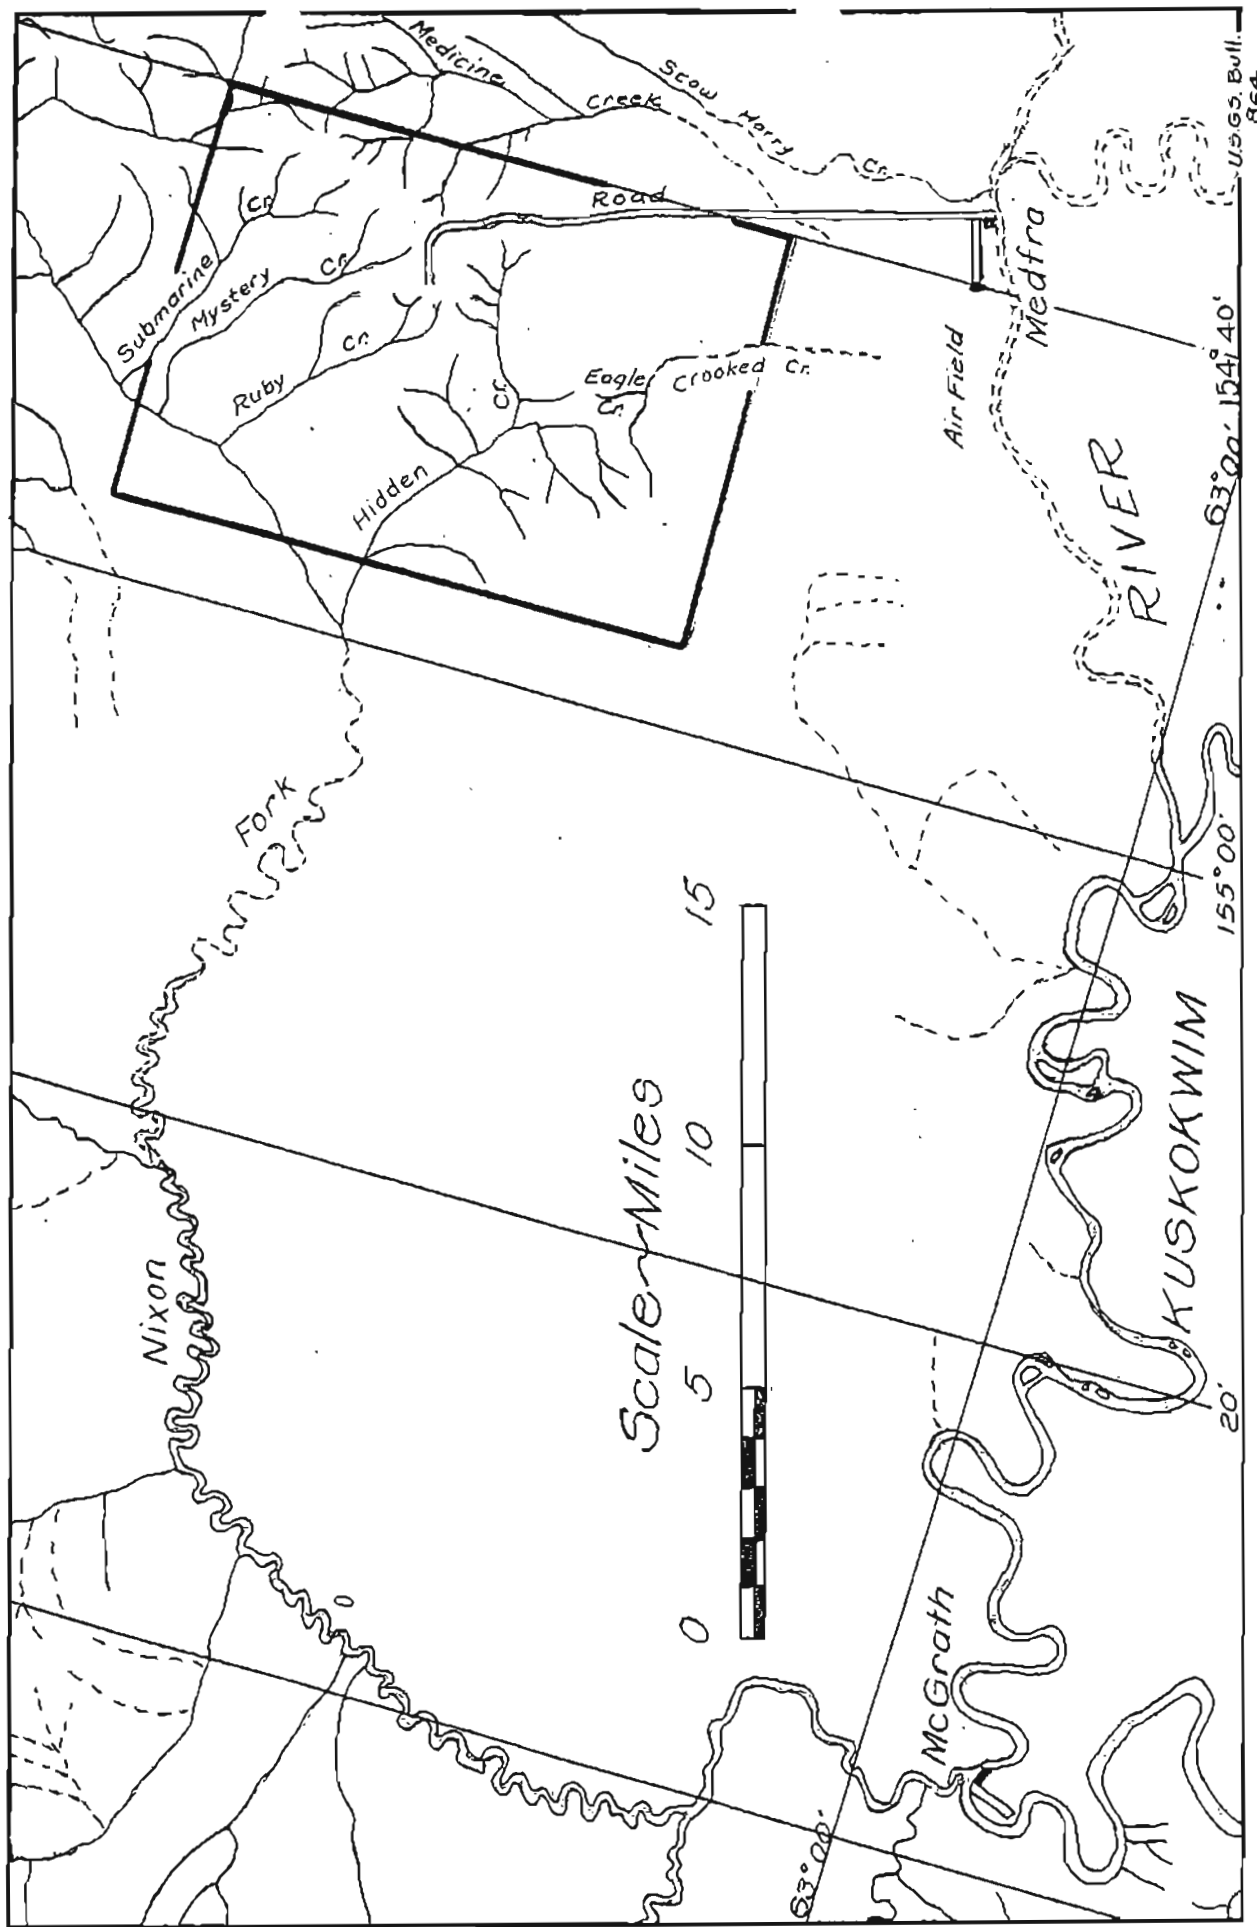 Medicine
Creek
Scow Harry
Cr.
U.S.G.S. Bull.
Road
Submarine
Cr.
Mystery
Cr.
Ruby
Cr.
Hidden
Cr.
Eagle
Cr.
Crooked Cr.
Air Field
Medfra
154°40'
63°00'
RIVER
Fork
155°00'
Scale~Miles
0 5 10 15
KUSKOKWIM
Nixon
20'
McGrath
63°00'